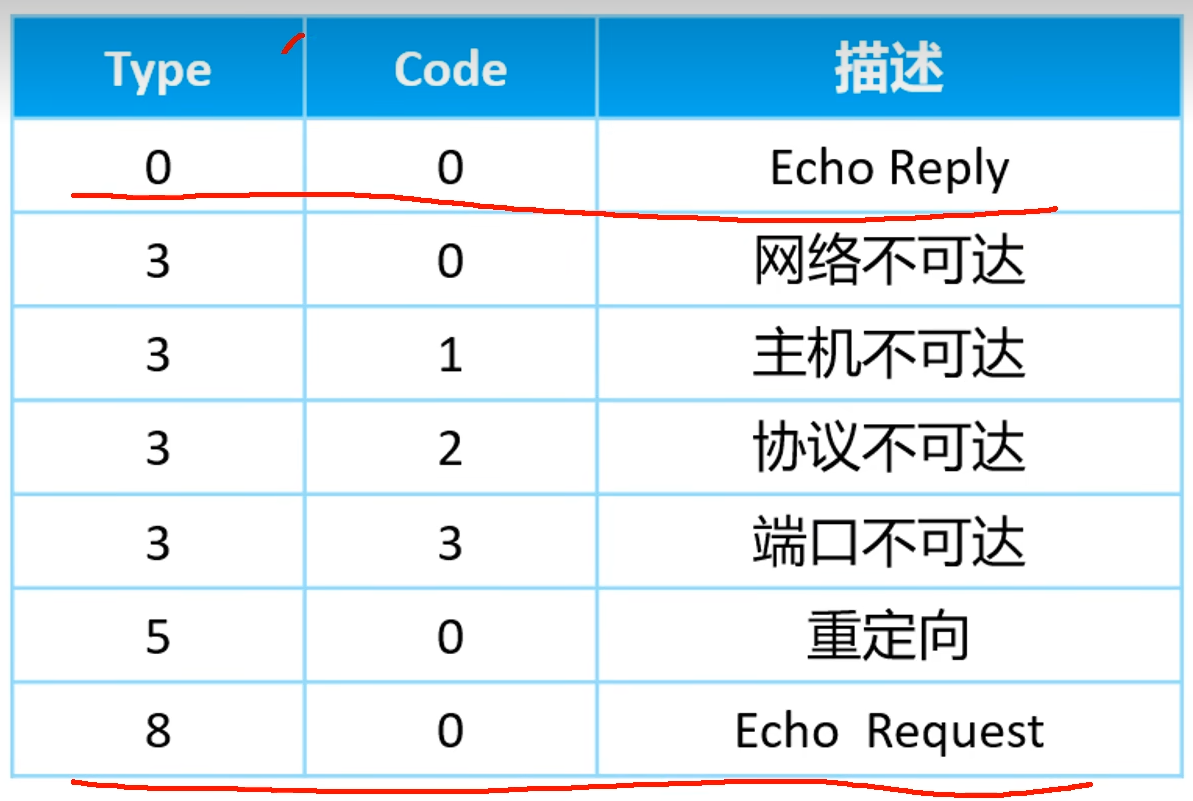 Type Code 描述
0 0 Echo Reply
3 0 网络不可达
3 1 主机不可达
3 2 协议不可达
3 3 端口不可达
5 0 重定向
8 0 Echo Request